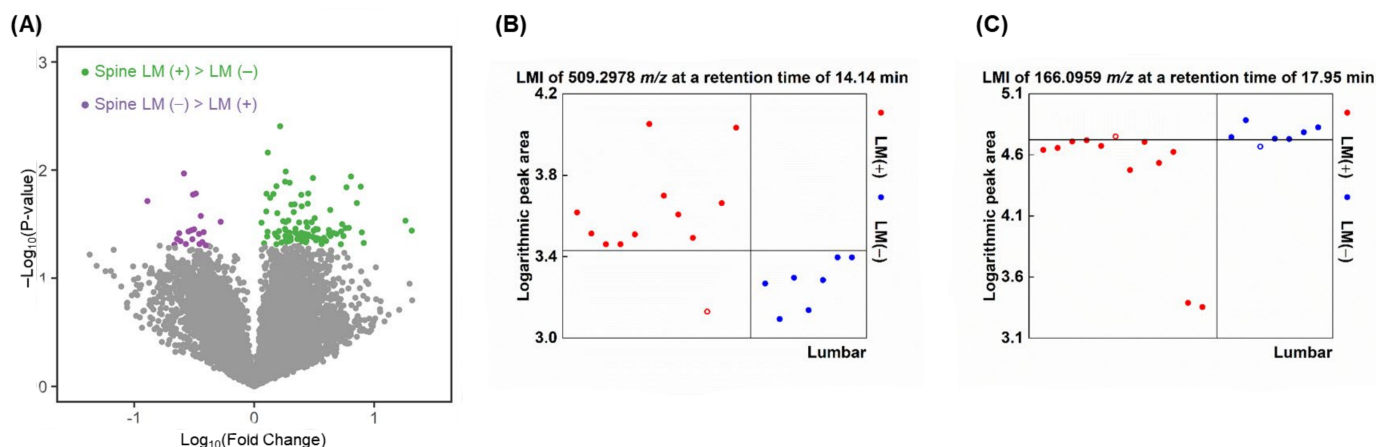 (A)
3
2
1
0
-1
0
1
–Log10(P-value)
Log10(Fold Change)
Spine LM (+) > LM (–)
Spine LM (–) > LM (+)
(B)
LMI of 509.2978 m/z at a retention time of 14.14 min
4.2
3.8
3.4
3.0
Logarithmic peak area
Lumbar
LM(+)
LM(–)
(C)
LMI of 166.0959 m/z at a retention time of 17.95 min
5.1
4.6
4.1
3.6
3.1
Logarithmic peak area
Lumbar
LM(+)
LM(–)